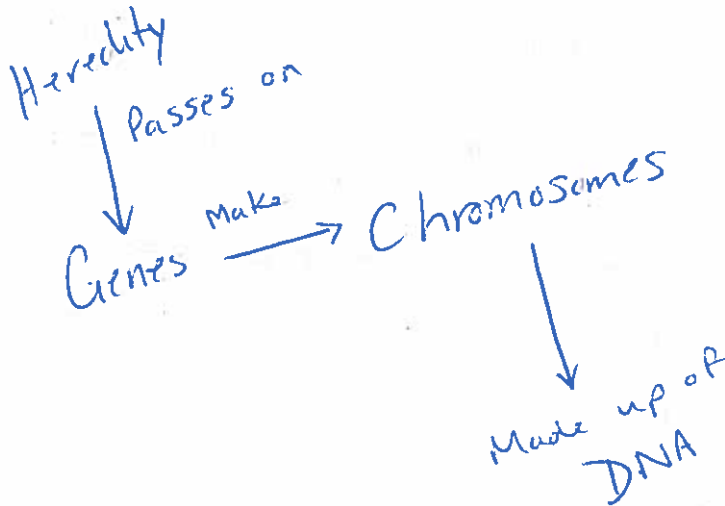 Heredity
Passes on
Genes
Make
Chromosomes
Made up of
DNA